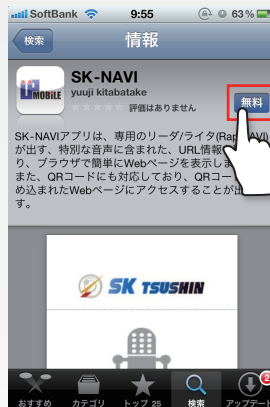 SoftBank 9:55 63%
検索 情報
SK-NAVI
yuuji kitabatake
評価はありません
無料
U MOBILE
SK-NAVIアプリは、専用のリーダ/ライタ(Rap AVI)
が出す、特別な音声に含まれた、URL情報
り、ブラウザで簡単にWebページを表示しま
また、QRコードにも対応しており、QRコー
め込まれたWebページにアクセスすることが出
す。
SK TSUSHIN
おすすめ カテゴリ トップ 25 検索 アップデート
2